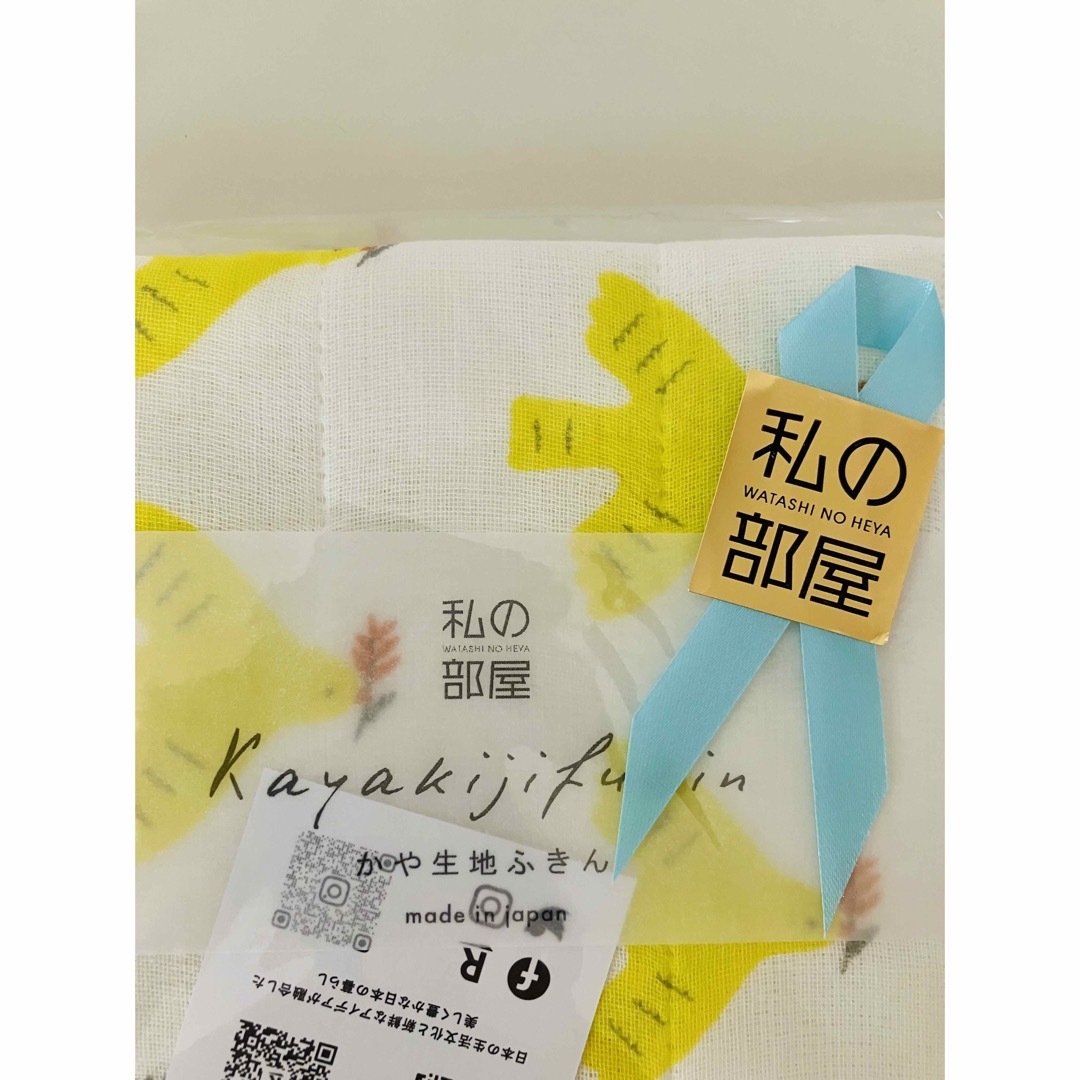 私の
WATASHI NO HEYA
部屋
私の
WATASHI NO HEYA
部屋
かや生地ふきん
made in japan
f R
日本の生活文化と新鮮なアイデアが融合した
美しく豊かな日本の暮らし